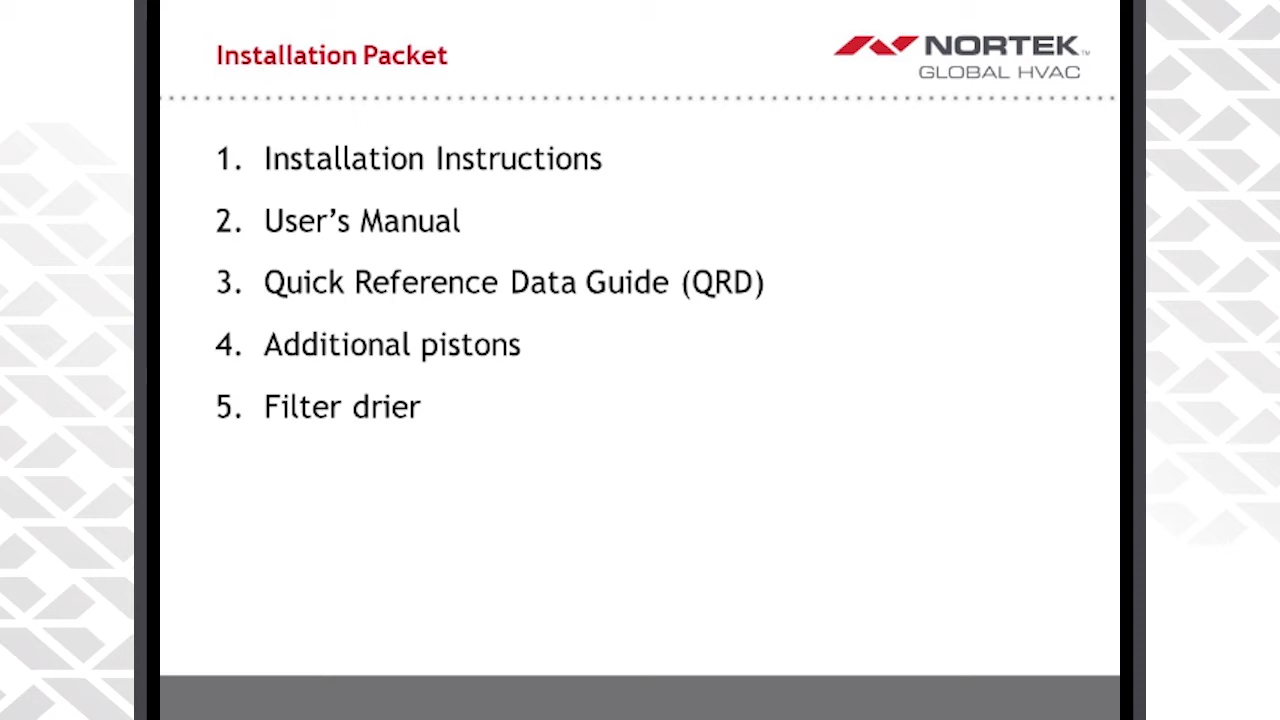 Installation Packet
NORTEK™
GLOBAL HVAC
1. Installation Instructions
2. User’s Manual
3. Quick Reference Data Guide (QRD)
4. Additional pistons
5. Filter drier